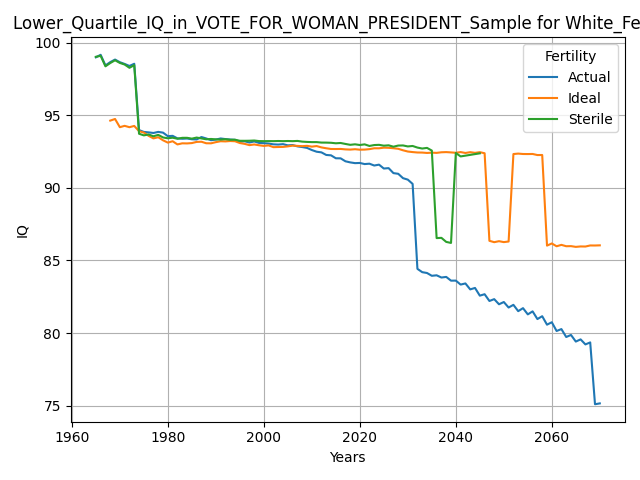 Lower_Quartile_IQ_in_VOTE_FOR_WOMAN_PRESIDENT_Sample for White_Fe
Fertility
Actual
Ideal
Sterile
IQ
100
95
90
85
80
75
1960 1980 2000 2020 2040 2060
Years